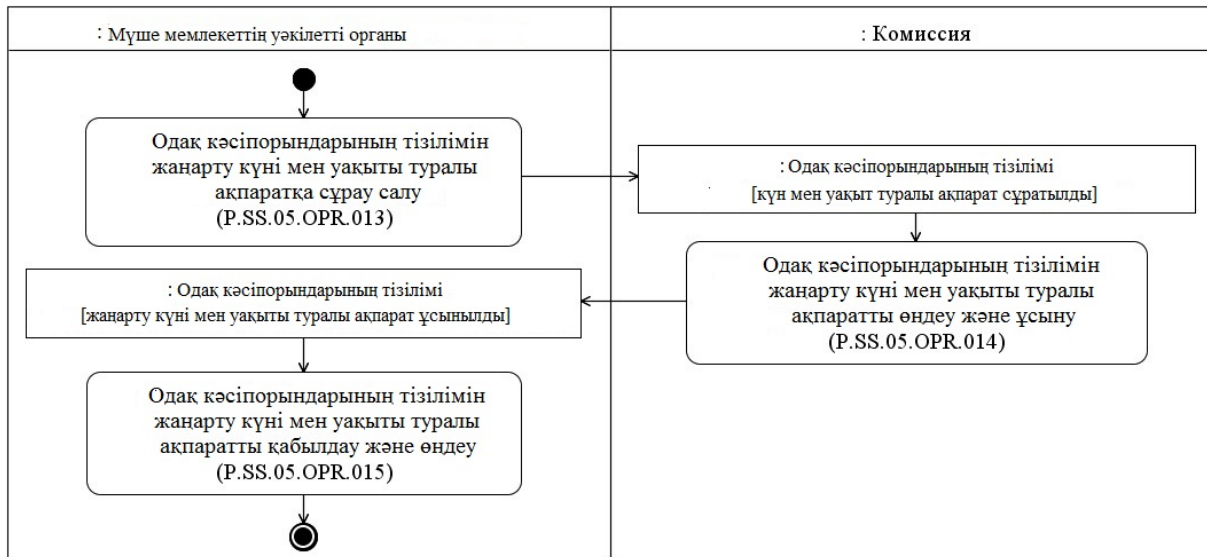 : Мүше мемлекеттің уәкілетті органы
: Комиссия
Одақ кәсіпорындарының тізілімін
жаңарту күні мен уақыты туралы
ақпаратқа сұрау салу
(P.SS.05.OPR.013)
: Одақ кәсіпорындарының тізілімі
[күн мен уақыт туралы ақпарат сұратылды]
Одақ кәсіпорындарының тізілімін
жаңарту күні мен уақыты туралы
ақпаратты өңдеу және ұсыну
(P.SS.05.OPR.014)
: Одақ кәсіпорындарының тізілімі
[жаңарту күні мен уақыты туралы ақпарат ұсынылды]
Одақ кәсіпорындарының тізілімін
жаңарту күні мен уақыты туралы
ақпаратты қабылдау және өңдеу
(P.SS.05.OPR.015)